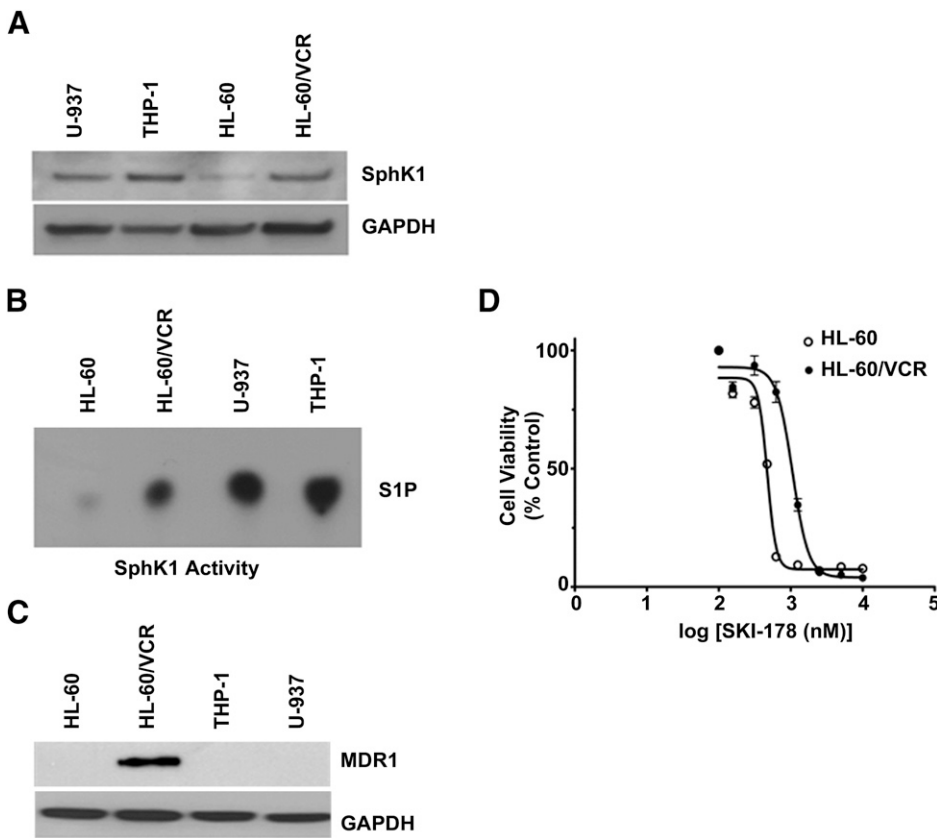 A
U-937
THP-1
HL-60
HL-60/VCR
SphK1
GAPDH
B
HL-60
HL-60/VCR
U-937
THP-1
S1P
SphK1 Activity
C
HL-60
HL-60/VCR
THP-1
U-937
MDR1
GAPDH
D
HL-60
HL-60/VCR
Cell Viability
(% Control)
100
50
0
0 1 2 3 4 5
log [SKI-178 (nM)]